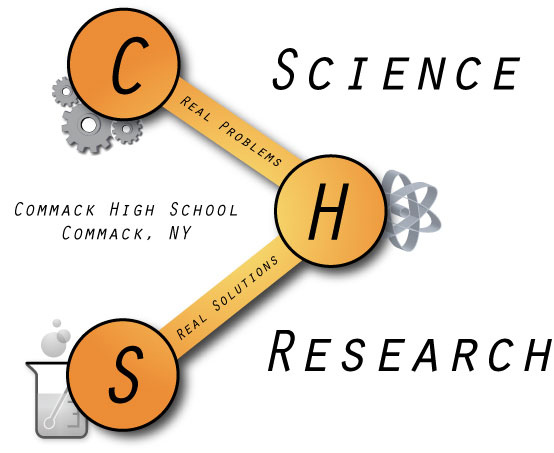 C
Science
Real Problems
Commack High School
Commack, NY
H
Real Solutions
S
Research